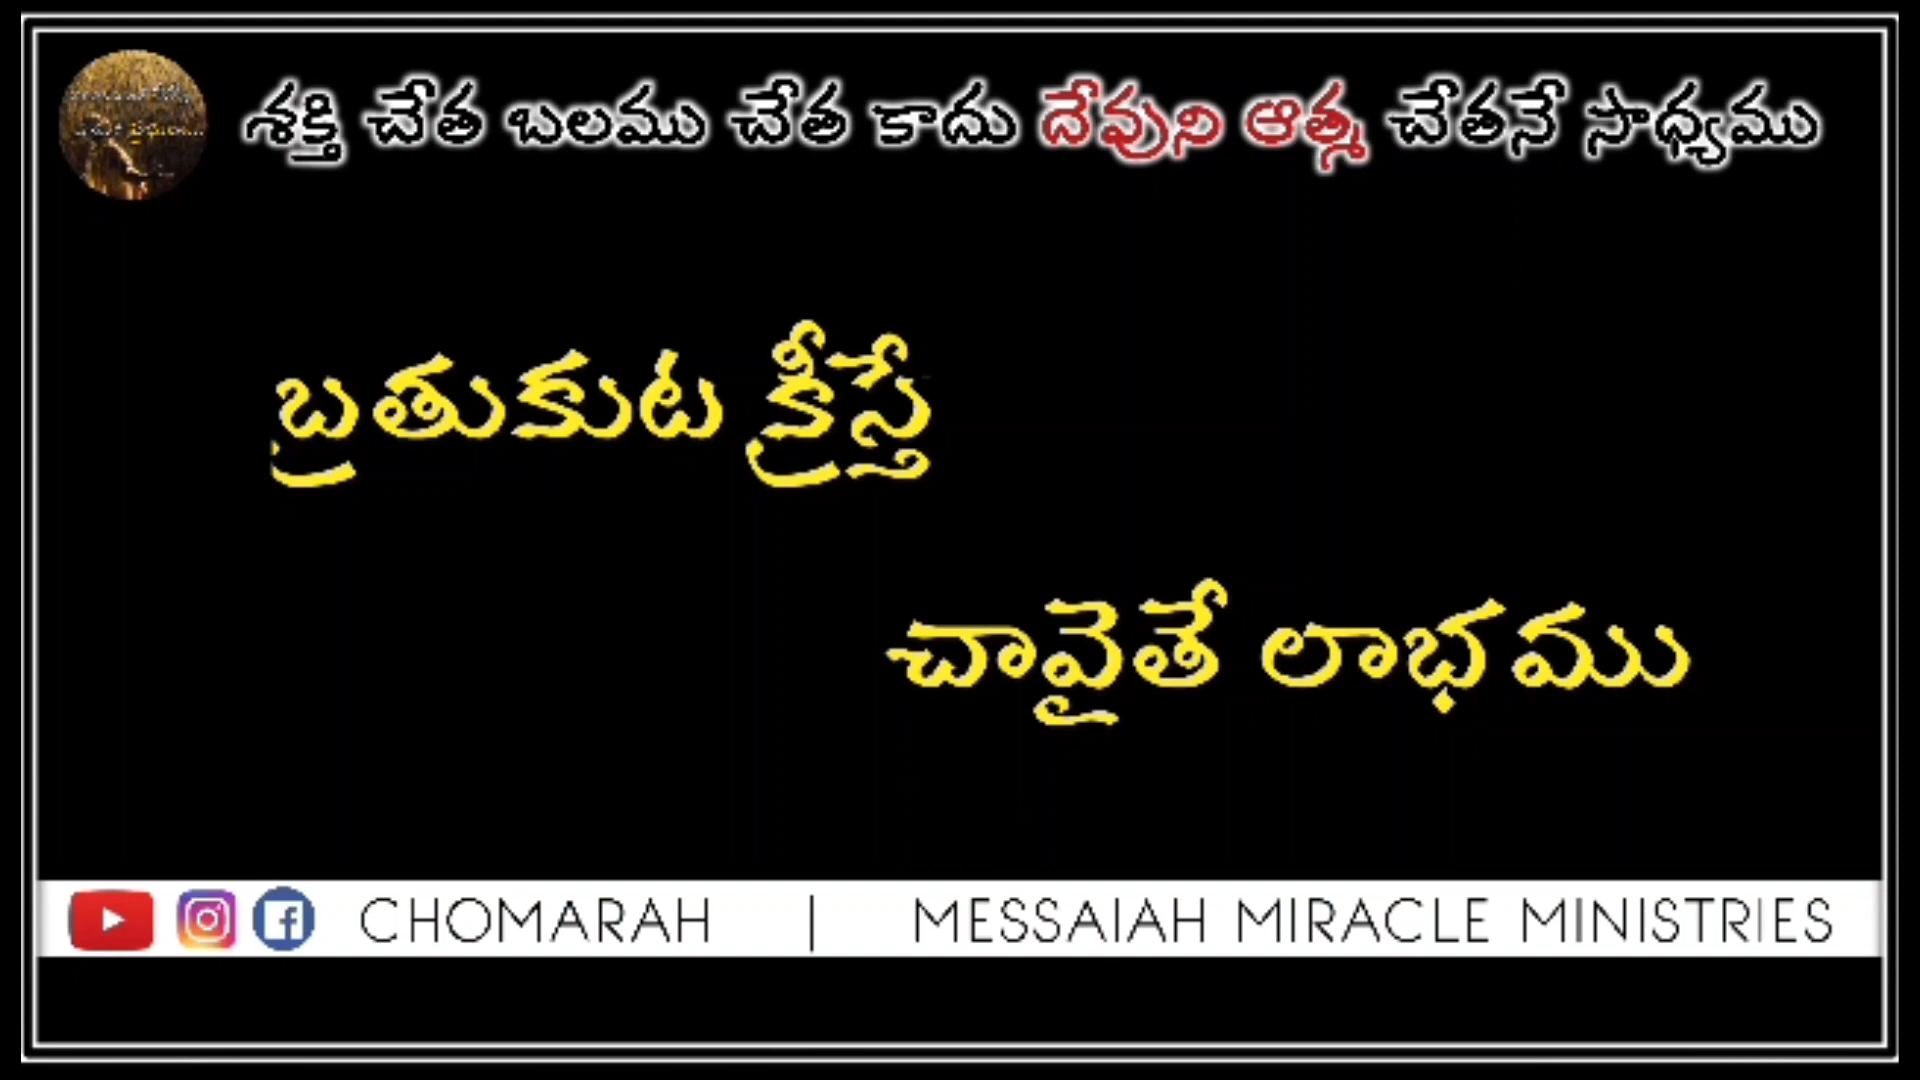 శక్తి చేత బలము చేత కాదు దేవుని ఆత్మ చేతనే సాధ్యము
బ్రతుకుట క్రీస్తే
చావైతే లాభము
CHOMARAH | MESSAIAH MIRACLE MINISTRIES